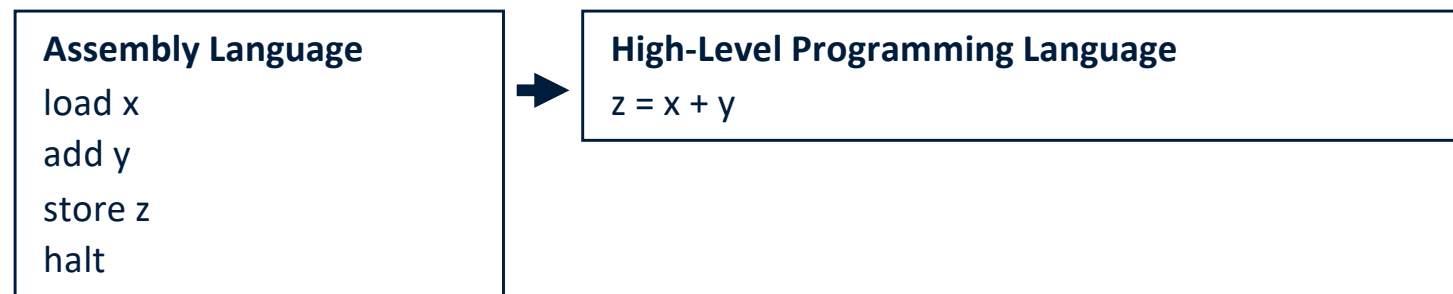 Assembly Language
load x
add y
store z
halt
High-Level Programming Language
z = x + y